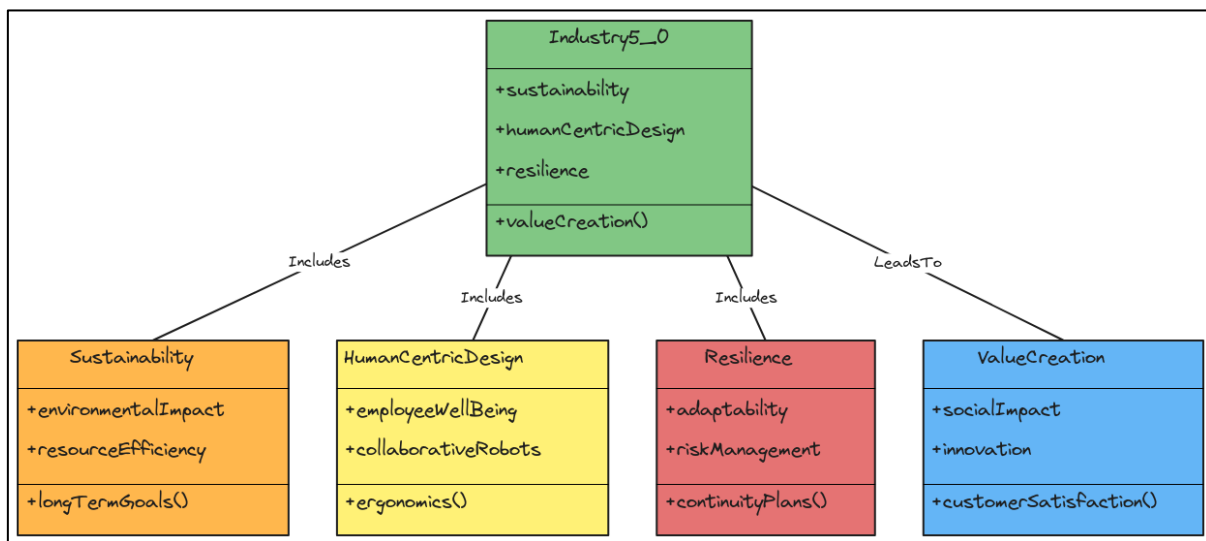 Industry5_0
+sustainability
+humanCentricDesign
+resilience
+valueCreation()
Includes
Includes
Includes
LeadsTo
Sustainability
+environmentalImpact
+resourceEfficiency
+longTermGoals()
HumanCentricDesign
+employeeWellBeing
+collaborativeRobots
+ergonomics()
Resilience
+adaptability
+riskManagement
+continuityPlans()
ValueCreation
+socialImpact
+innovation
+customerSatisfaction()